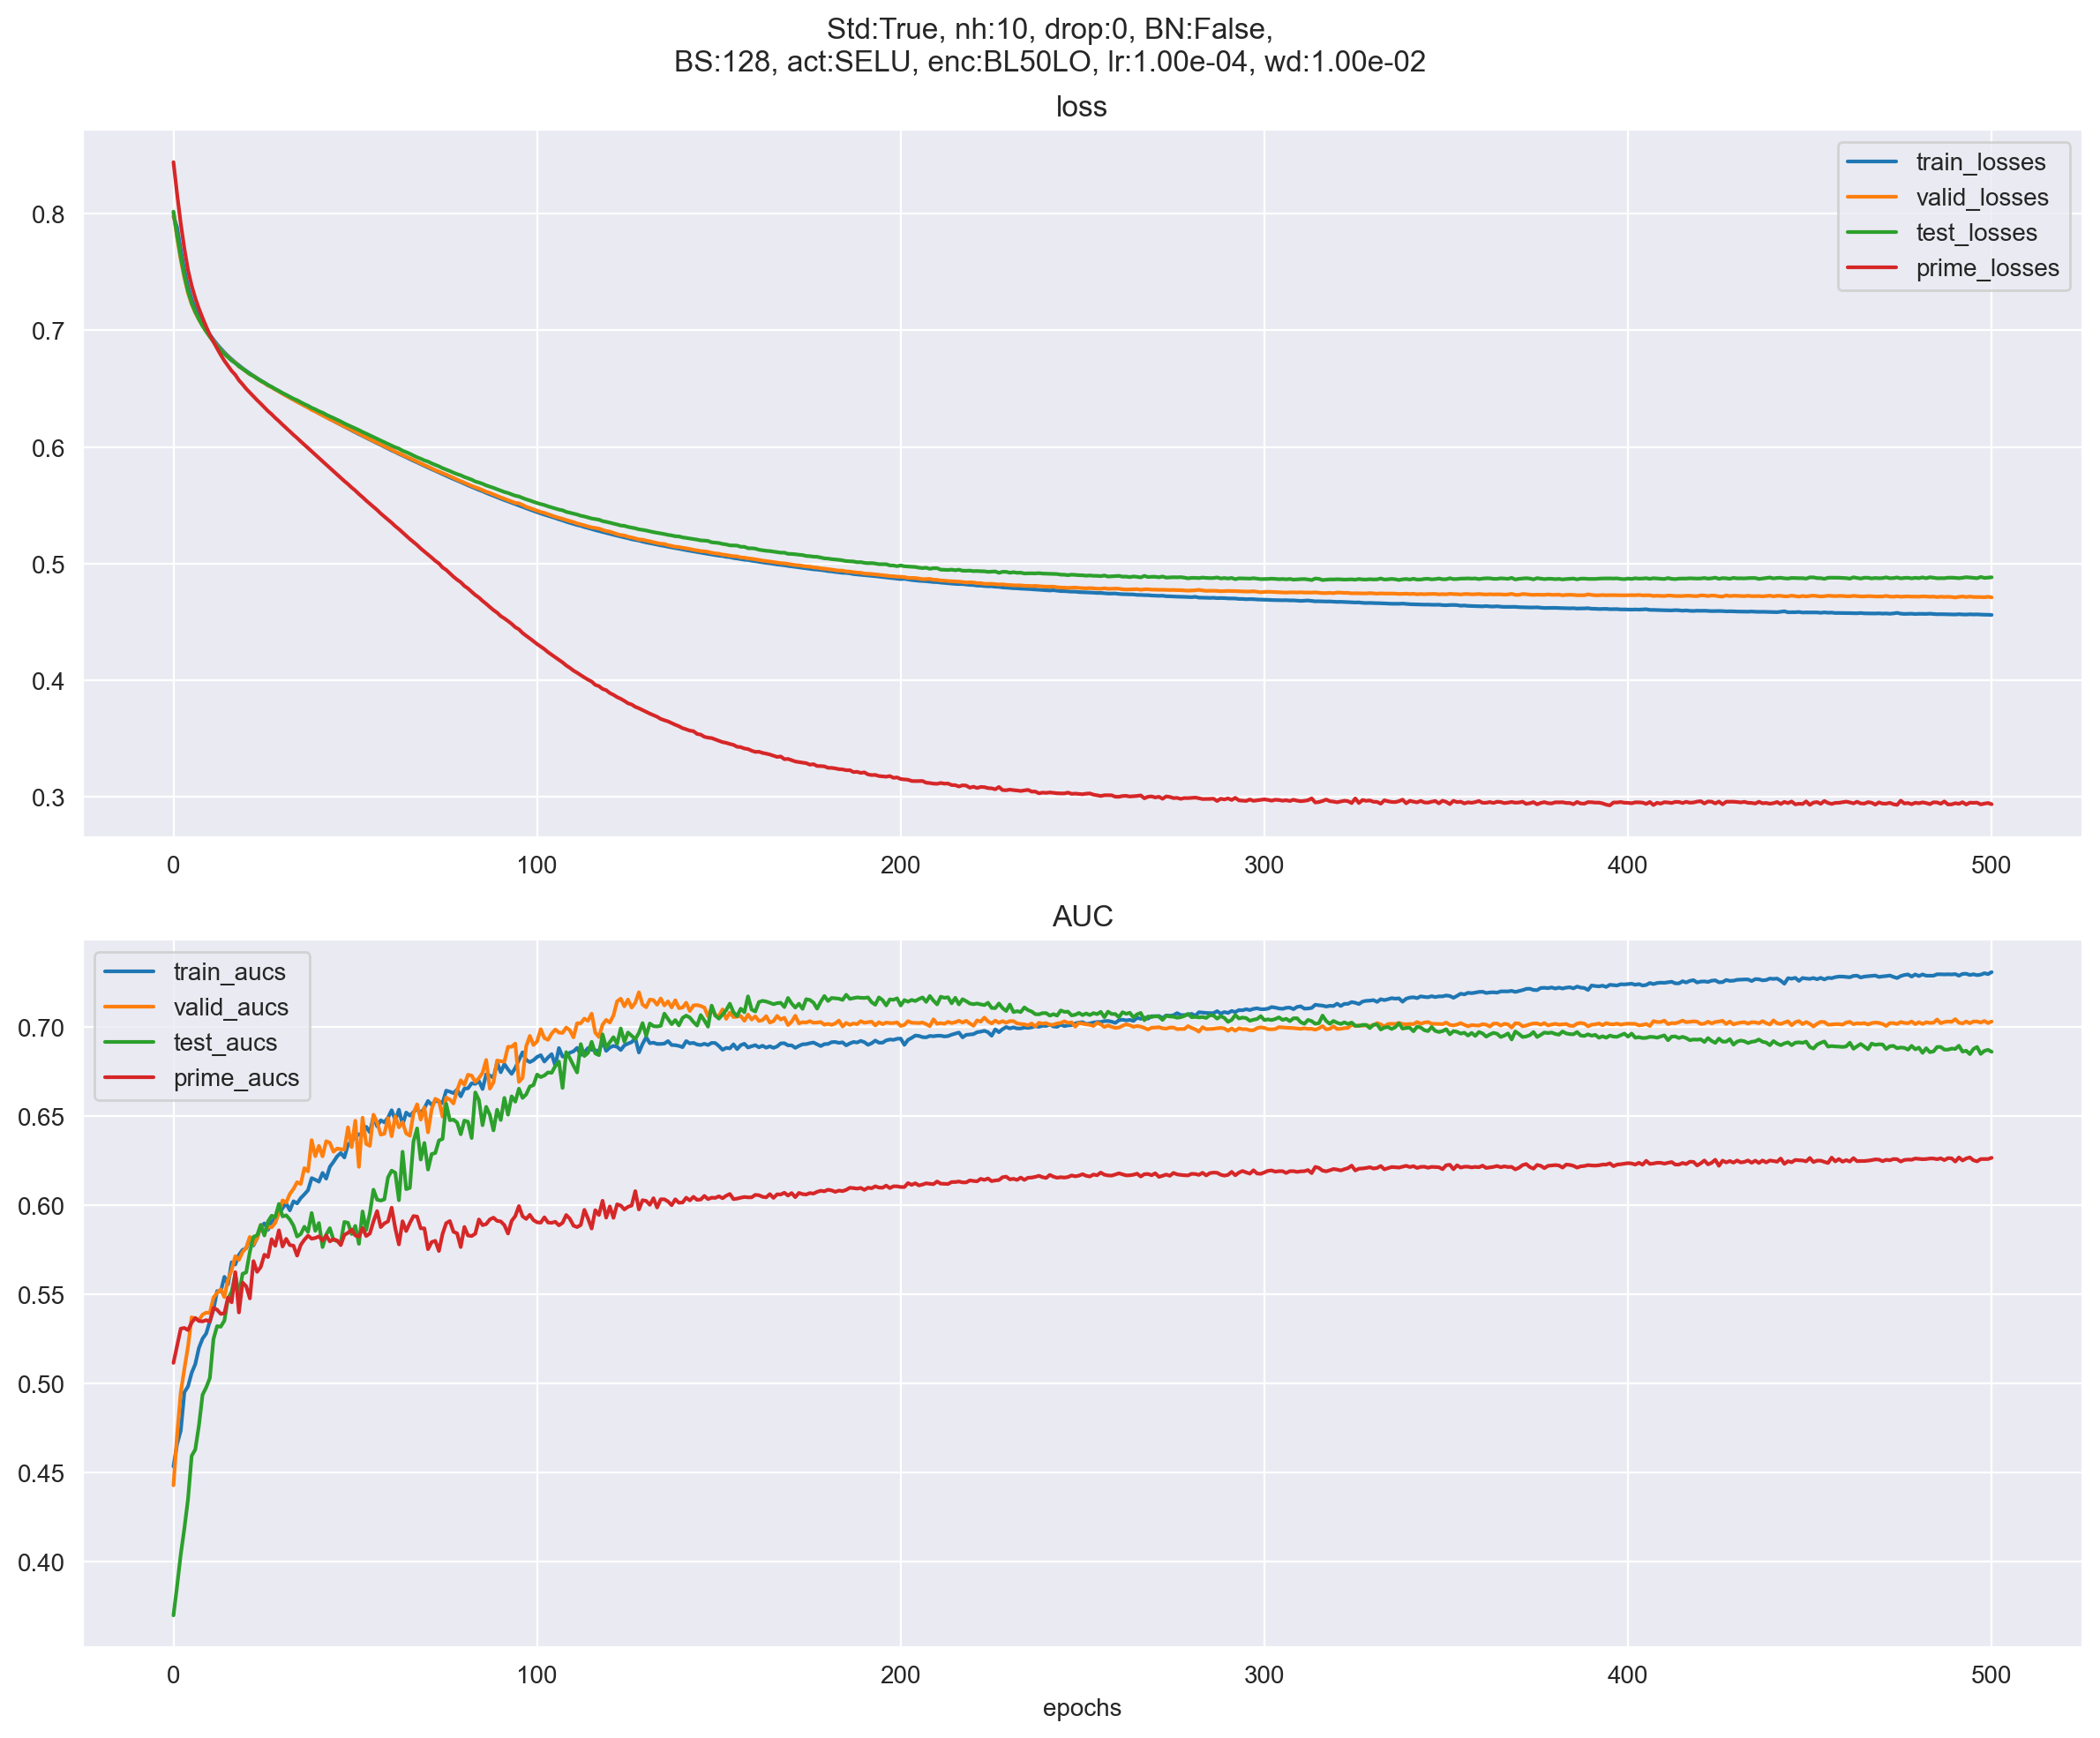 Std:True, nh:10, drop:0, BN:False,
BS:128, act:SELU, enc:BL50LO, lr:1.00e-04, wd:1.00e-02
loss
train_losses
valid_losses
test_losses
prime_losses
0.8
0.7
0.6
0.5
0.4
0.3
0 100 200 300 400 500
AUC
train_aucs
valid_aucs
test_aucs
prime_aucs
0.70
0.65
0.60
0.55
0.50
0.45
0.40
0 100 200 300 400 500
epochs